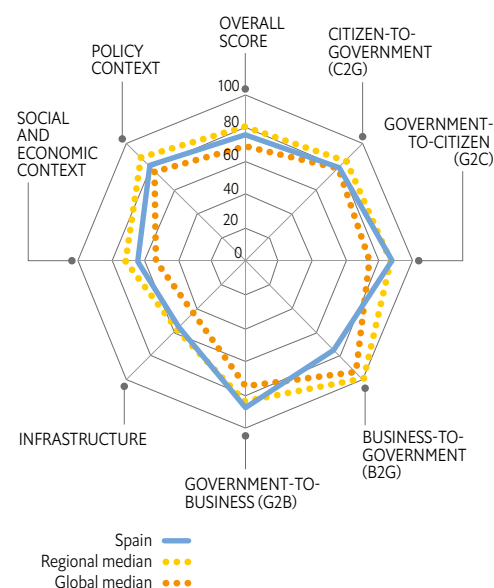 OVERALL
SCORE
CITIZEN-TO-
GOVERNMENT
(C2G)
POLICY
CONTEXT
GOVERNMENT-
TO-CITIZEN
(G2C)
SOCIAL
AND
ECONOMIC
CONTEXT
100
80
60
40
20
0
INFRASTRUCTURE
BUSINESS-TO-
GOVERNMENT
(B2G)
GOVERNMENT-TO-
BUSINESS (G2B)
Spain
Regional median
Global median